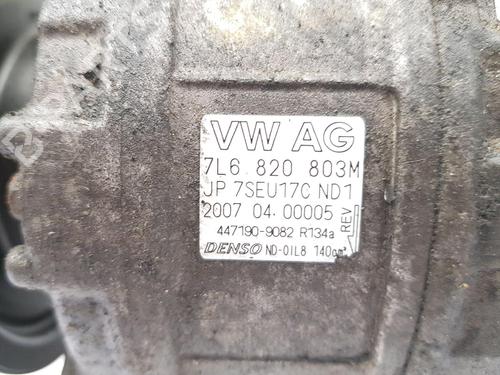 VW AG
7L6 820 803M
JP 7SEU17C ND1
2007 04 00005
REV
447190-9082 R134a
DENSO ND-OIL8 140cm³